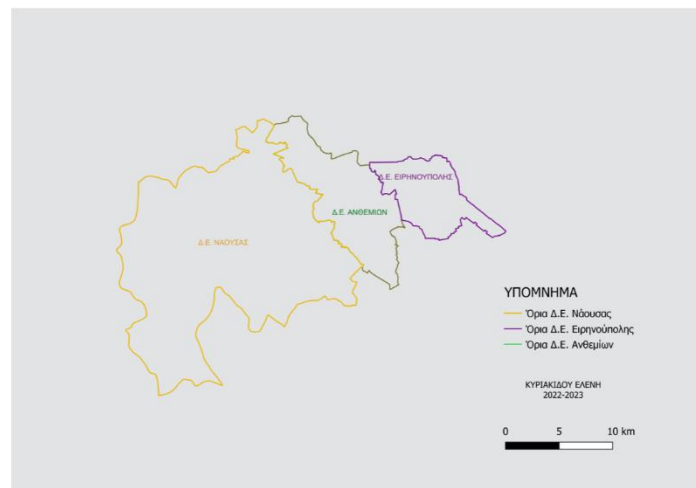 Δ.Ε. ΕΙΡΗΝΟΥΠΟΛΗΣ
Δ.Ε. ΑΝΘΕΜΙΩΝ
Δ.Ε. ΝΑΟΥΣΑΣ
ΥΠΟΜΝΗΜΑ
Όρια Δ.Ε. Νάουσας
Όρια Δ.Ε. Ειρηνούπολης
Όρια Δ.Ε. Ανθεμίων
ΚΥΡΙΑΚΙΔΟΥ ΕΛΕΝΗ
2022-2023
0 5 10 km